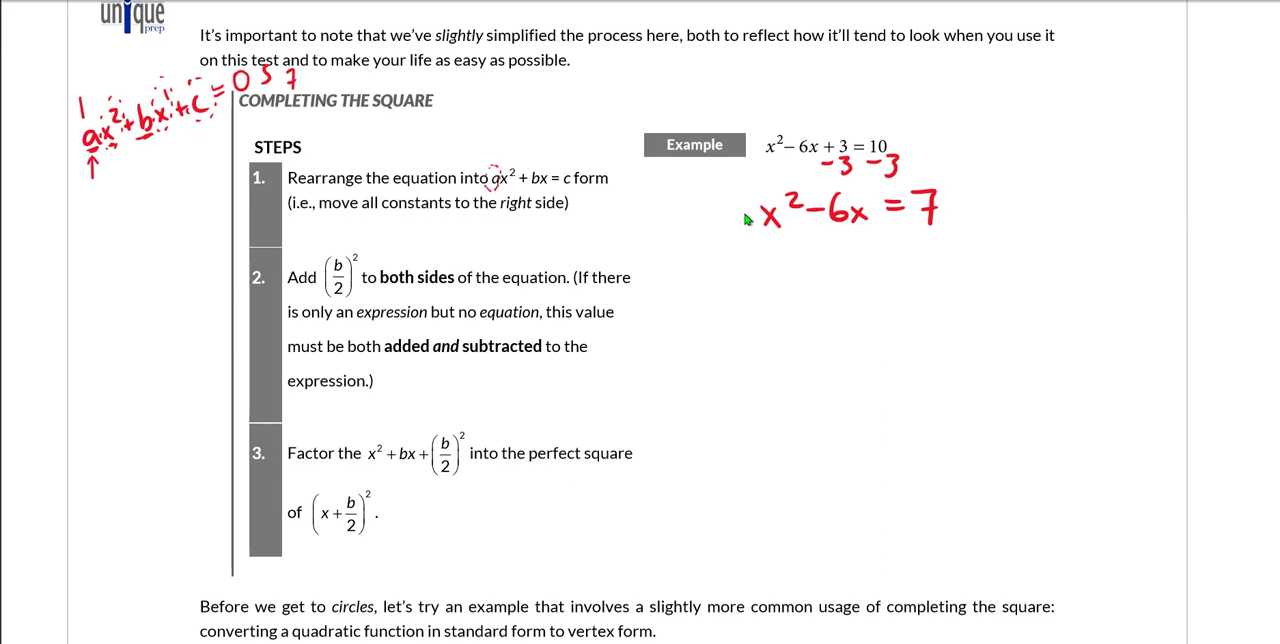 unique
prep
It's important to note that we've slightly simplified the process here, both to reflect how it'll tend to look when you use it
on this test and to make your life as easy as possible.
ax² + bx + c = 0 5 7
1
COMPLETING THE SQUARE
STEPS
1. Rearrange the equation into ax² + bx = c form
(i.e., move all constants to the right side)
2. Add (b/2)² to both sides of the equation. (If there
is only an expression but no equation, this value
must be both added and subtracted to the
expression.)
3. Factor the x² + bx + (b/2)² into the perfect square
of (x + b/2)².
Example x² – 6x + 3 = 10
-3 -3
x² - 6x = 7
Before we get to circles, let's try an example that involves a slightly more common usage of completing the square:
converting a quadratic function in standard form to vertex form.